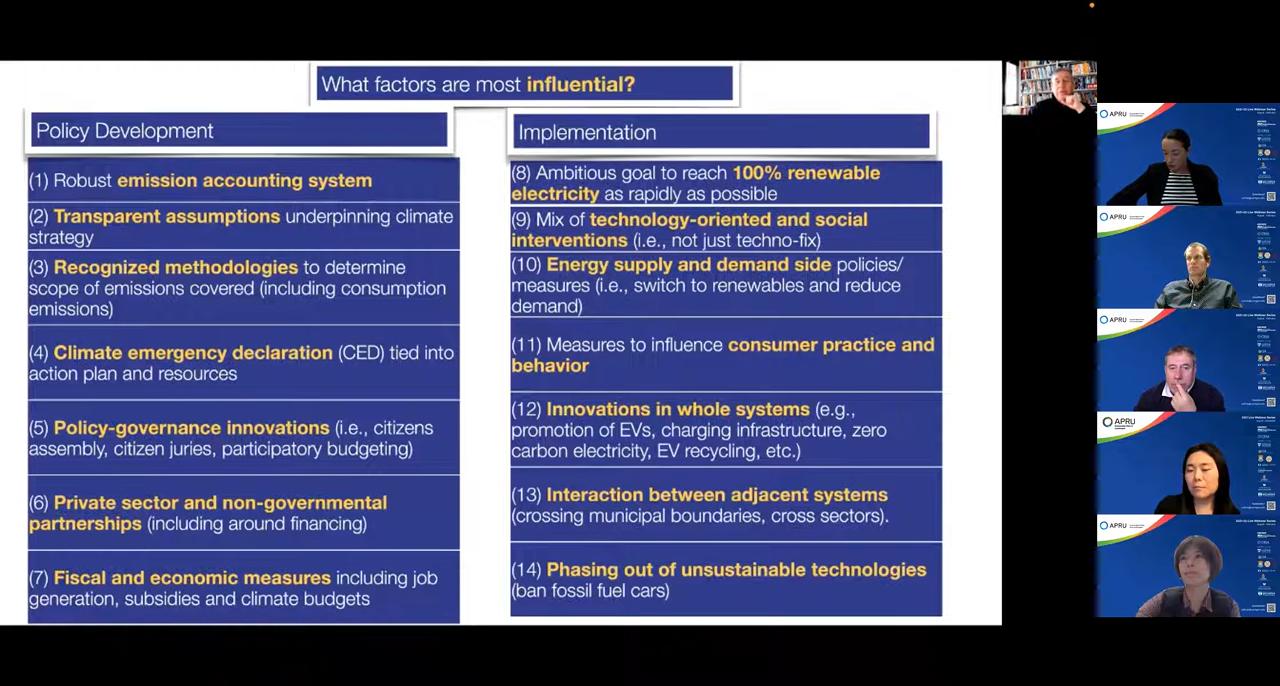 What factors are most influential?
Policy Development
(1) Robust emission accounting system
(2) Transparent assumptions underpinning climate
strategy
(3) Recognized methodologies to determine
scope of emissions covered (including consumption
emissions)
(4) Climate emergency declaration (CED) tied into
action plan and resources
(5) Policy-governance innovations (i.e., citizens
assembly, citizen juries, participatory budgeting)
(6) Private sector and non-governmental
partnerships (including around financing)
(7) Fiscal and economic measures including job
generation, subsidies and climate budgets
Implementation
(8) Ambitious goal to reach 100% renewable
electricity as rapidly as possible
(9) Mix of technology-oriented and social
interventions (i.e., not just techno-fix)
(10) Energy supply and demand side policies/
measures (i.e., switch to renewables and reduce
demand)
(11) Measures to influence consumer practice and
behavior
(12) Innovations in whole systems (e.g.,
promotion of EVs, charging infrastructure, zero
carbon electricity, EV recycling, etc.)
(13) Interaction between adjacent systems
(crossing municipal boundaries, cross sectors).
(14) Phasing out of unsustainable technologies
(ban fossil fuel cars)
APRU
APRU
APRU
APRU
APRU